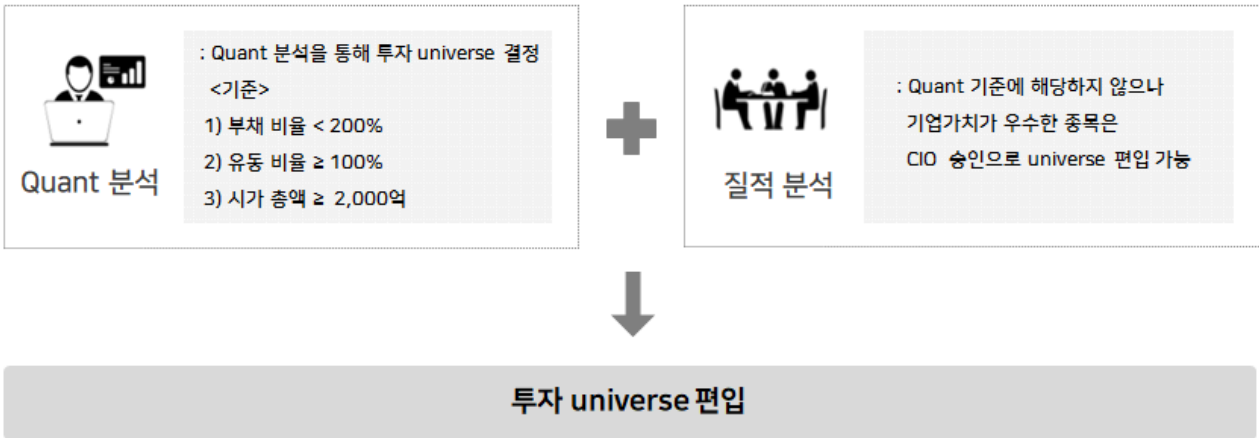 : Quant 분석을 통해 투자 universe 결정
<기준>
1) 부채 비율 < 200%
2) 유동 비율 ≥ 100%
3) 시가 총액 ≥ 2,000억
Quant 분석
: Quant 기준에 해당하지 않으나
기업가치가 우수한 종목은
CIO 승인으로 universe 편입 가능
질적 분석
투자 universe 편입